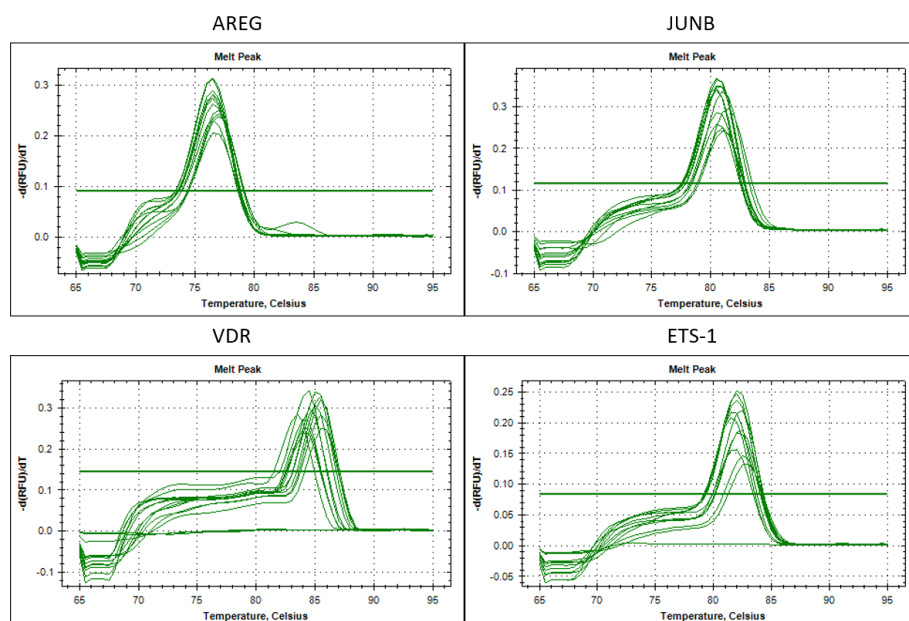 AREG
JUNB
Melt Peak
0.3
0.2
0.1
0.0
-d(RFU)/dT
65 70 75 80 85 90 95
Temperature, Celsius
Melt Peak
0.3
0.2
0.1
0.0
-0.1
-d(RFU)/dT
65 70 75 80 85 90 95
Temperature, Celsius
VDR
ETS-1
Melt Peak
0.3
0.2
0.1
0.0
-0.1
-d(RFU)/dT
65 70 75 80 85 90 95
Temperature, Celsius
Melt Peak
0.25
0.20
0.15
0.10
0.05
0.00
-0.05
-d(RFU)/dT
65 70 75 80 85 90 95
Temperature, Celsius